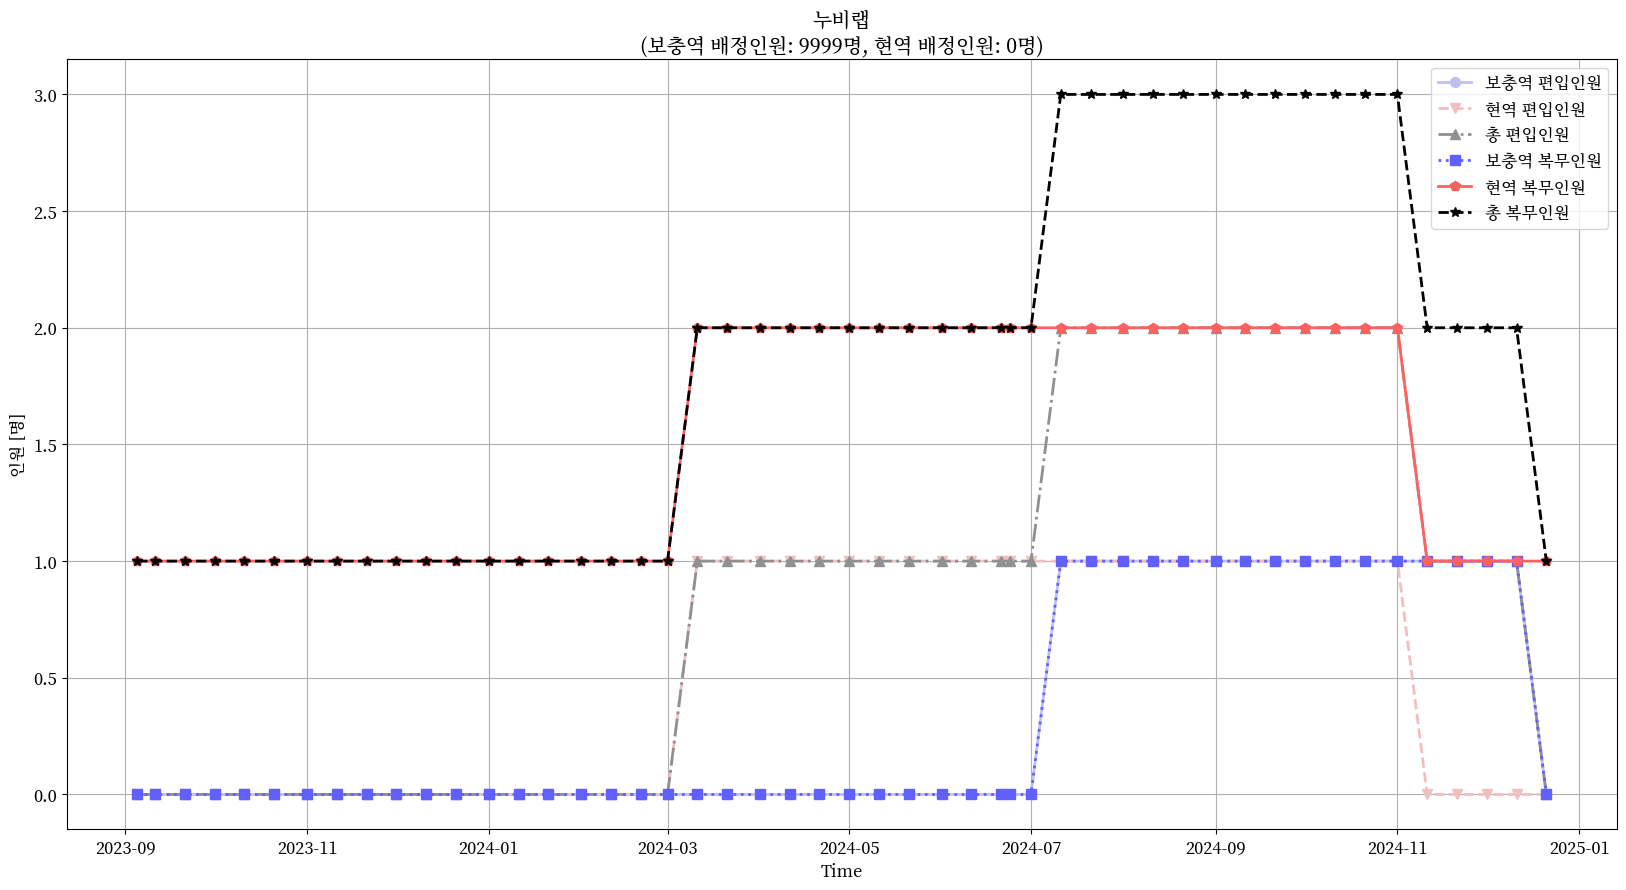 누비랩
(보충역 배정인원: 9999명, 현역 배정인원: 0명)
보충역 편입인원
현역 편입인원
총 편입인원
보충역 복무인원
현역 복무인원
총 복무인원
인원 [명]
3.0
2.5
2.0
1.5
1.0
0.5
0.0
2023-09
2023-11
2024-01
2024-03
2024-05
2024-07
2024-09
2024-11
2025-01
Time